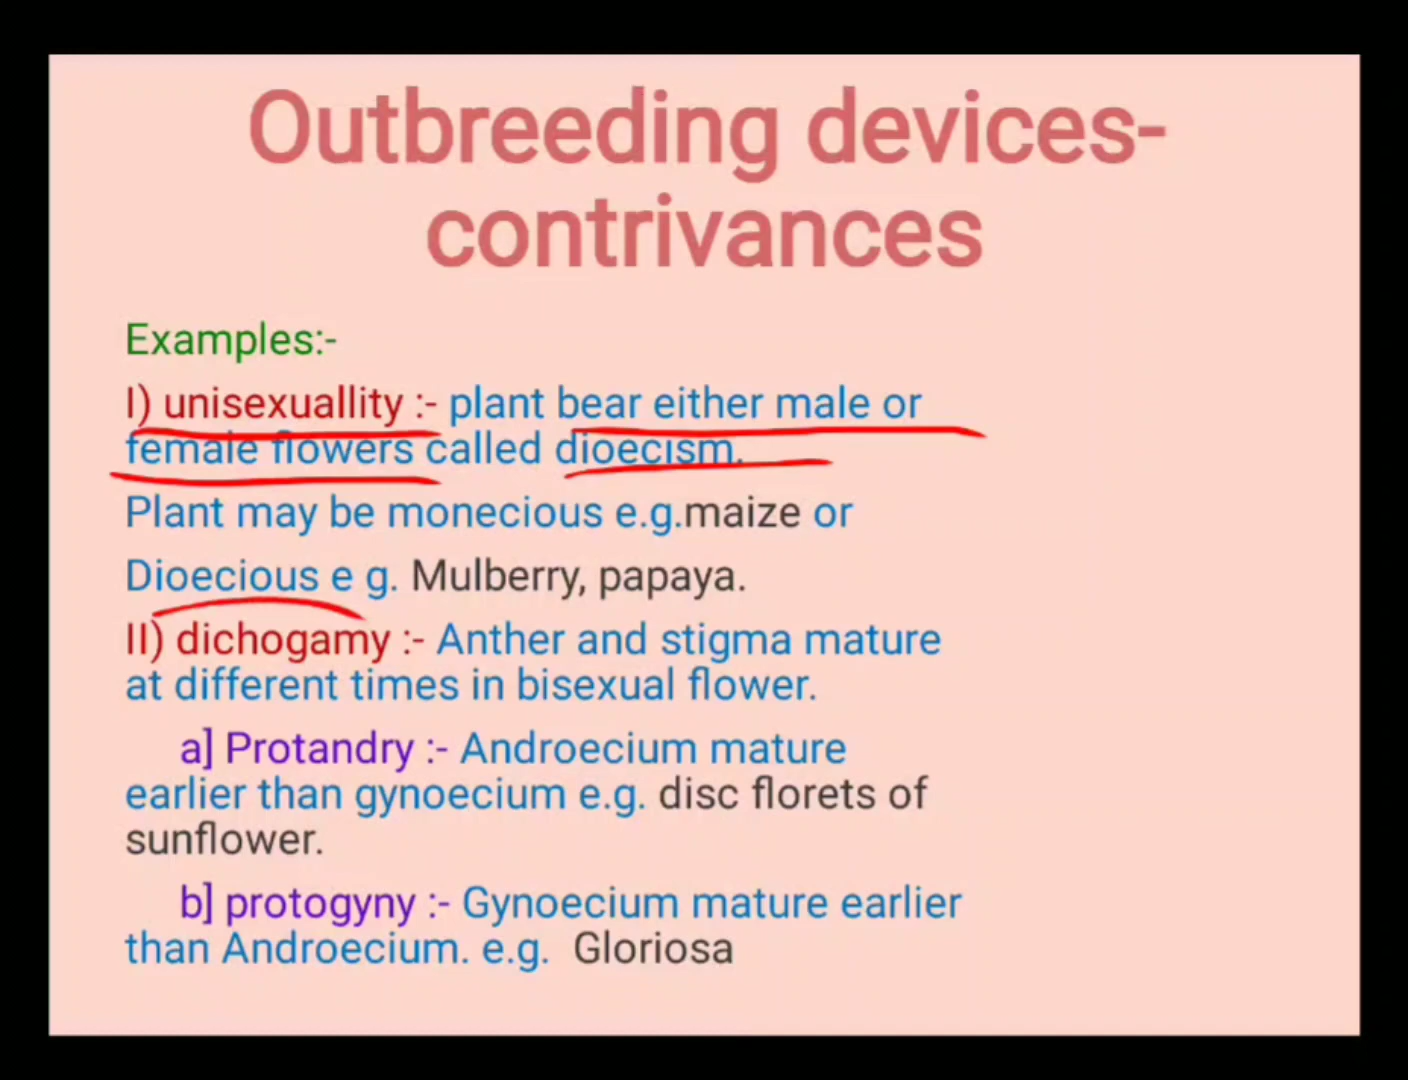 Outbreeding devices-
contrivances
Examples:-
I) unisexuallity :- plant bear either male or
female flowers called dioecism.
Plant may be monecious e.g.maize or
Dioecious e g. Mulberry, papaya.
II) dichogamy :- Anther and stigma mature
at different times in bisexual flower.
a] Protandry :- Androecium mature
earlier than gynoecium e.g. disc florets of
sunflower.
b] protogyny :- Gynoecium mature earlier
than Androecium. e.g. Gloriosa